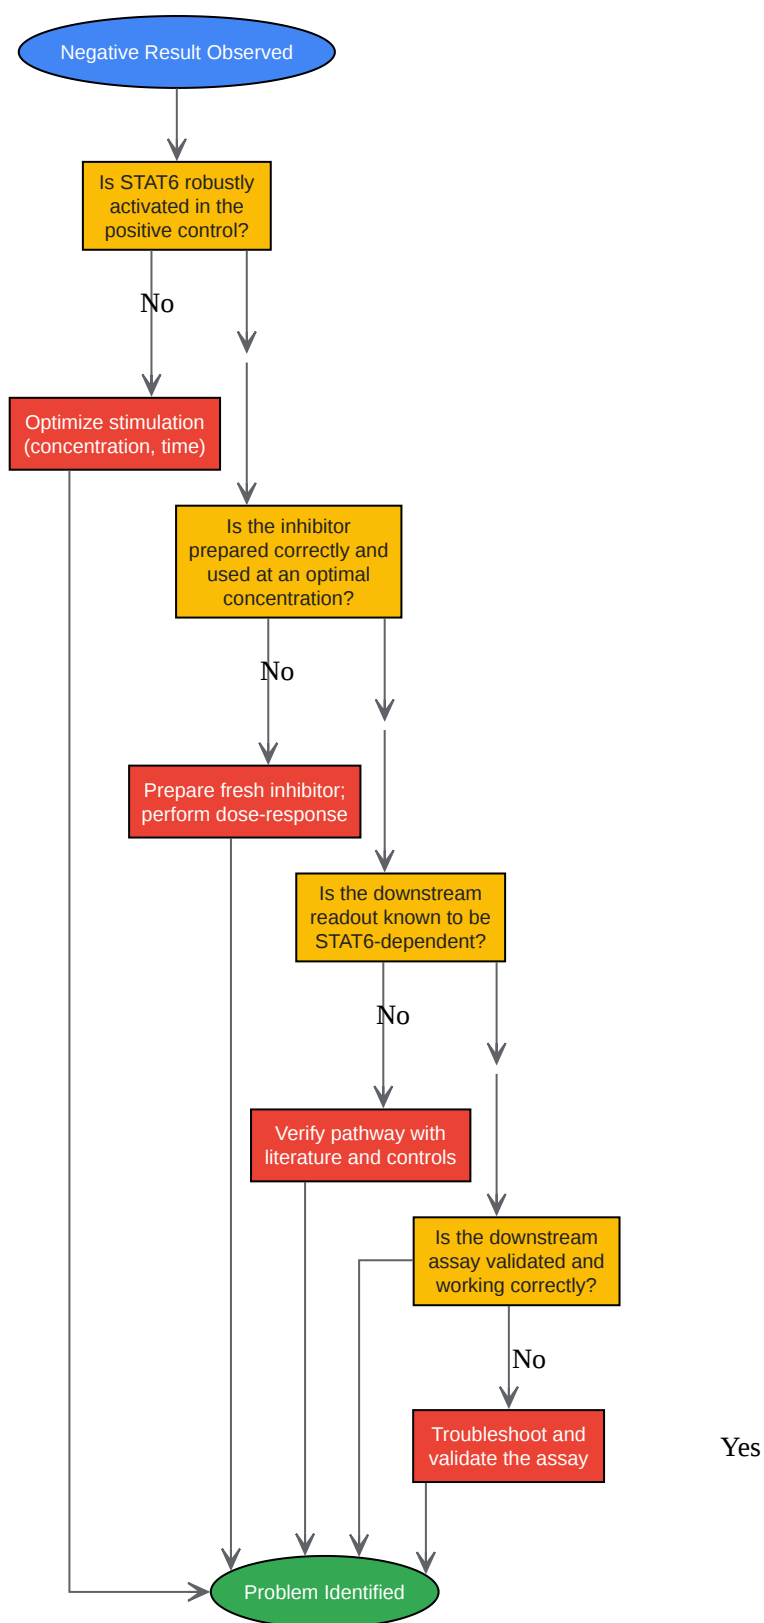 Negative Result Observed
Is STAT6 robustly
activated in the
positive control?
No
Optimize stimulation
(concentration, time)
Is the inhibitor
prepared correctly and
used at an optimal
concentration?
No
Prepare fresh inhibitor;
perform dose-response
Is the downstream
readout known to be
STAT6-dependent?
No
Verify pathway with
literature and controls
Is the downstream
assay validated and
working correctly?
No
Troubleshoot and
validate the assay
Yes
Problem Identified